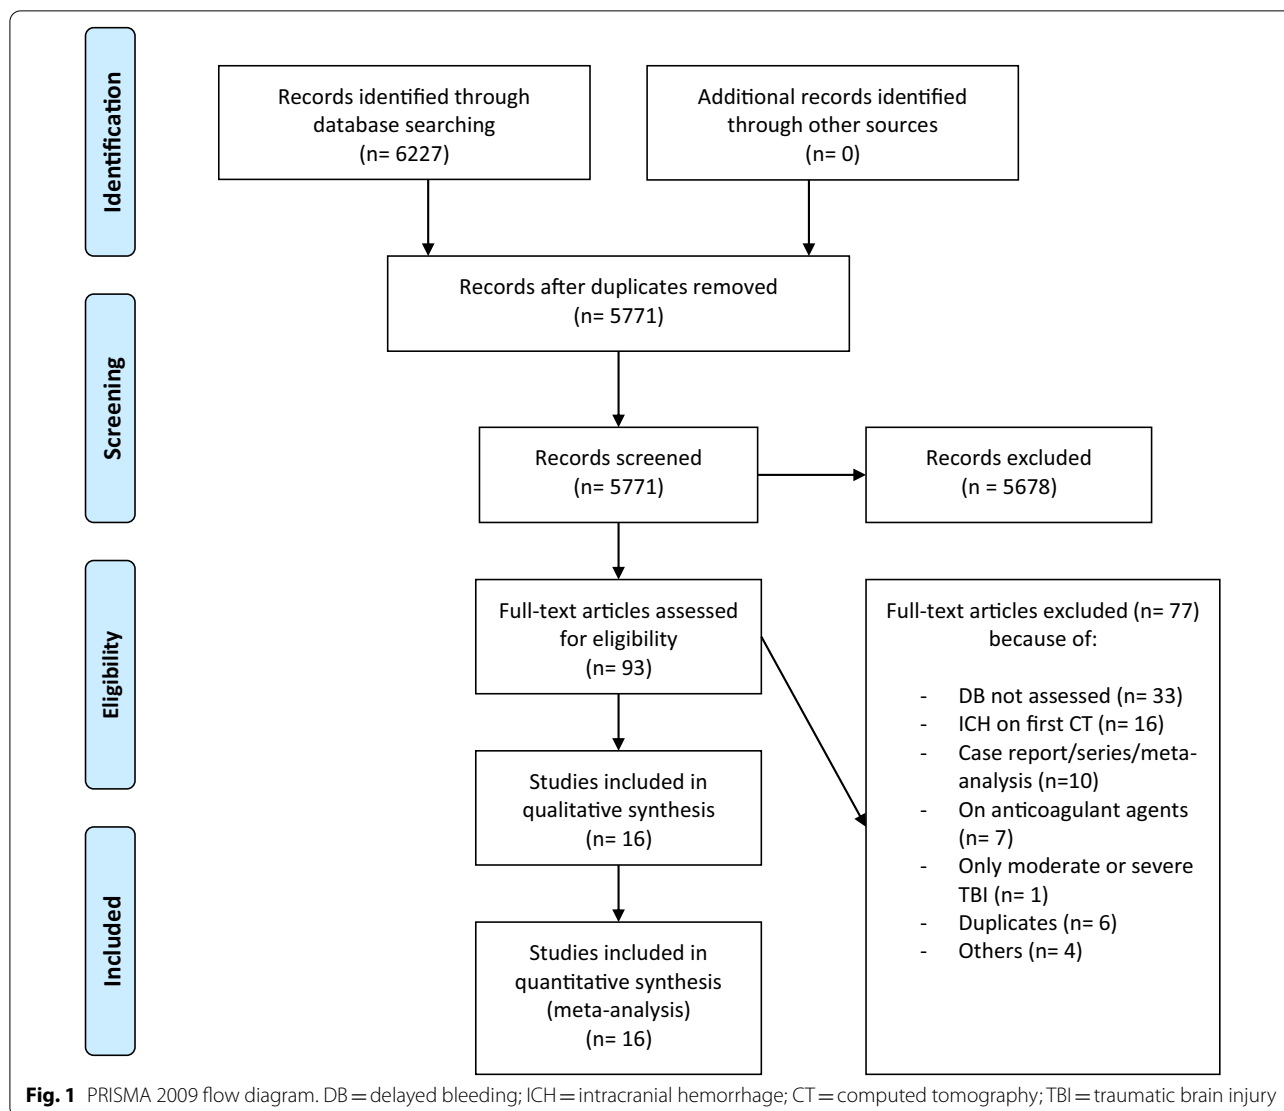 Identification
Records identified through
database searching
(n= 6227)
Additional records identified
through other sources
(n= 0)
Records after duplicates removed
(n= 5771)
Screening
Records screened
(n= 5771)
Records excluded
(n = 5678)
Eligibility
Full-text articles assessed
for eligibility
(n= 93)
Full-text articles excluded (n= 77)
because of:
- DB not assessed (n= 33)
- ICH on first CT (n= 16)
- Case report/series/meta-
analysis (n=10)
- On anticoagulant agents
(n= 7)
- Only moderate or severe
TBI (n= 1)
- Duplicates (n= 6)
- Others (n= 4)
Studies included in
qualitative synthesis
(n= 16)
Included
Studies included in
quantitative synthesis
(meta-analysis)
(n= 16)
Fig. 1 PRISMA 2009 flow diagram. DB = delayed bleeding; ICH = intracranial hemorrhage; CT = computed tomography; TBI = traumatic brain injury